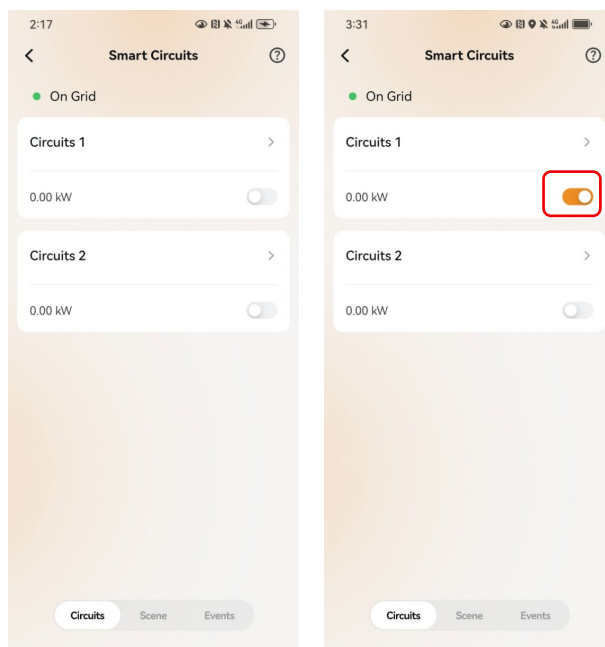 2:17
4G
Smart Circuits
?
On Grid
Circuits 1
0.00 kW
Circuits 2
0.00 kW
Circuits Scene Events
3:31
4G
Smart Circuits
?
On Grid
Circuits 1
0.00 kW
Circuits 2
0.00 kW
Circuits Scene Events